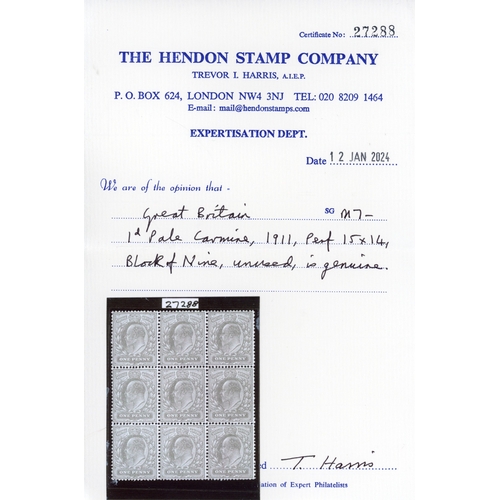 Certificate No: 27288
THE HENDON STAMP COMPANY
TREVOR I. HARRIS, A.I.E.P.
P. O. BOX 624, LONDON NW4 3NJ TEL: 020 8209 1464
E-mail: mail@hendonstamps.com
EXPERTISATION DEPT.
Date 12 JAN 2024
We are of the opinion that -
Great Britain SG M7-
1d Pale Carmine, 1911, Perf 15x14,
Block of Nine, unused, is genuine.
27288
ONE PENNY ONE PENNY ONE PENNY
ONE PENNY ONE PENNY ONE PENNY
ONE PENNY ONE PENNY ONE PENNY
ed T. Harris
ation of Expert Philatelists